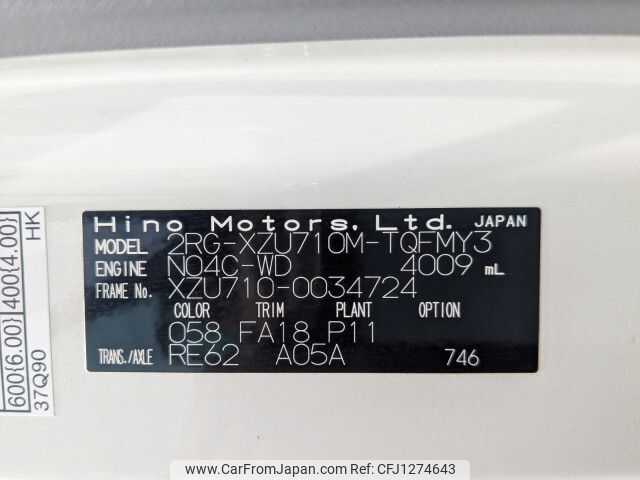 Hino Motors, Ltd. JAPAN
MODEL 2RG-XZU710M-TQFMY3
ENGINE N04C-WD 4009 mL
FRAME No. XZU710-0034724
COLOR TRIM PLANT OPTION
058 FA18 P11
TRANS./AXLE RE62 A05A 746
600{6.00} 400{4.00}
37Q90 HK
www.CarFromJapan.com - CFJ1274643